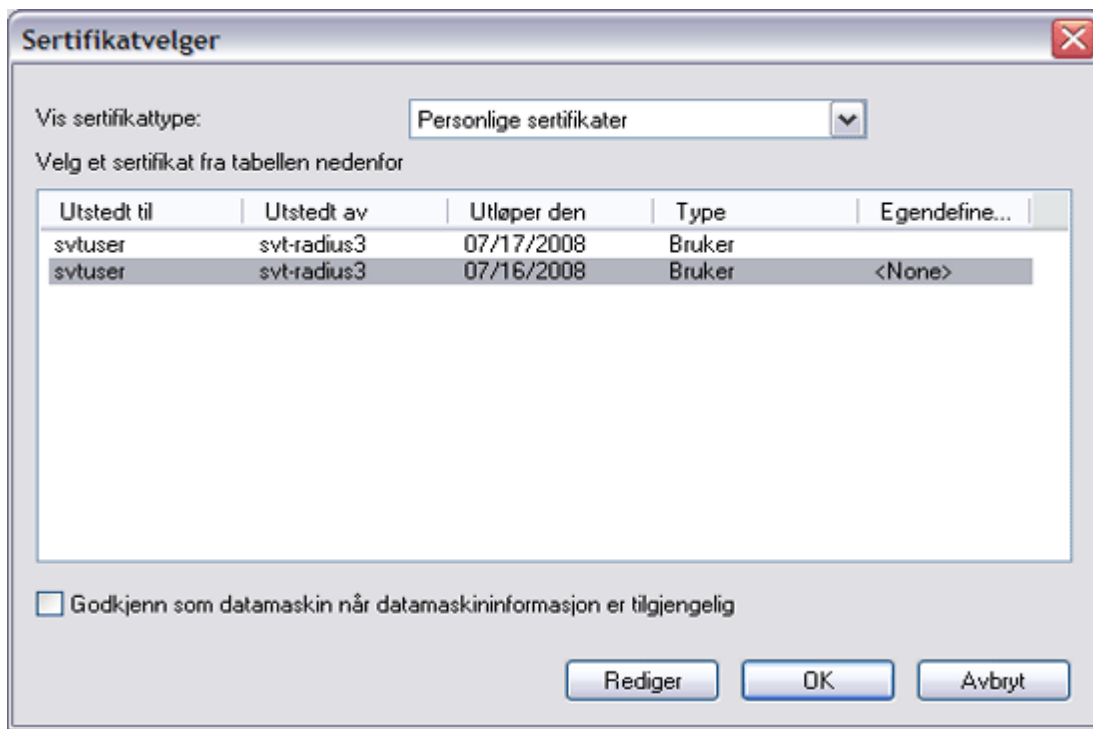 Sertifikatvelger
Vis sertifikattype: Personlige sertifikater
Velg et sertifikat fra tabellen nedenfor
Utstedt til Utstedt av Utløper den Type Egendefine...
svtuser svt-radius3 07/17/2008 Bruker
svtuser svt-radius3 07/16/2008 Bruker <None>
Godkjenn som datamaskin når datamaskininformasjon er tilgjengelig
Rediger OK Avbryt